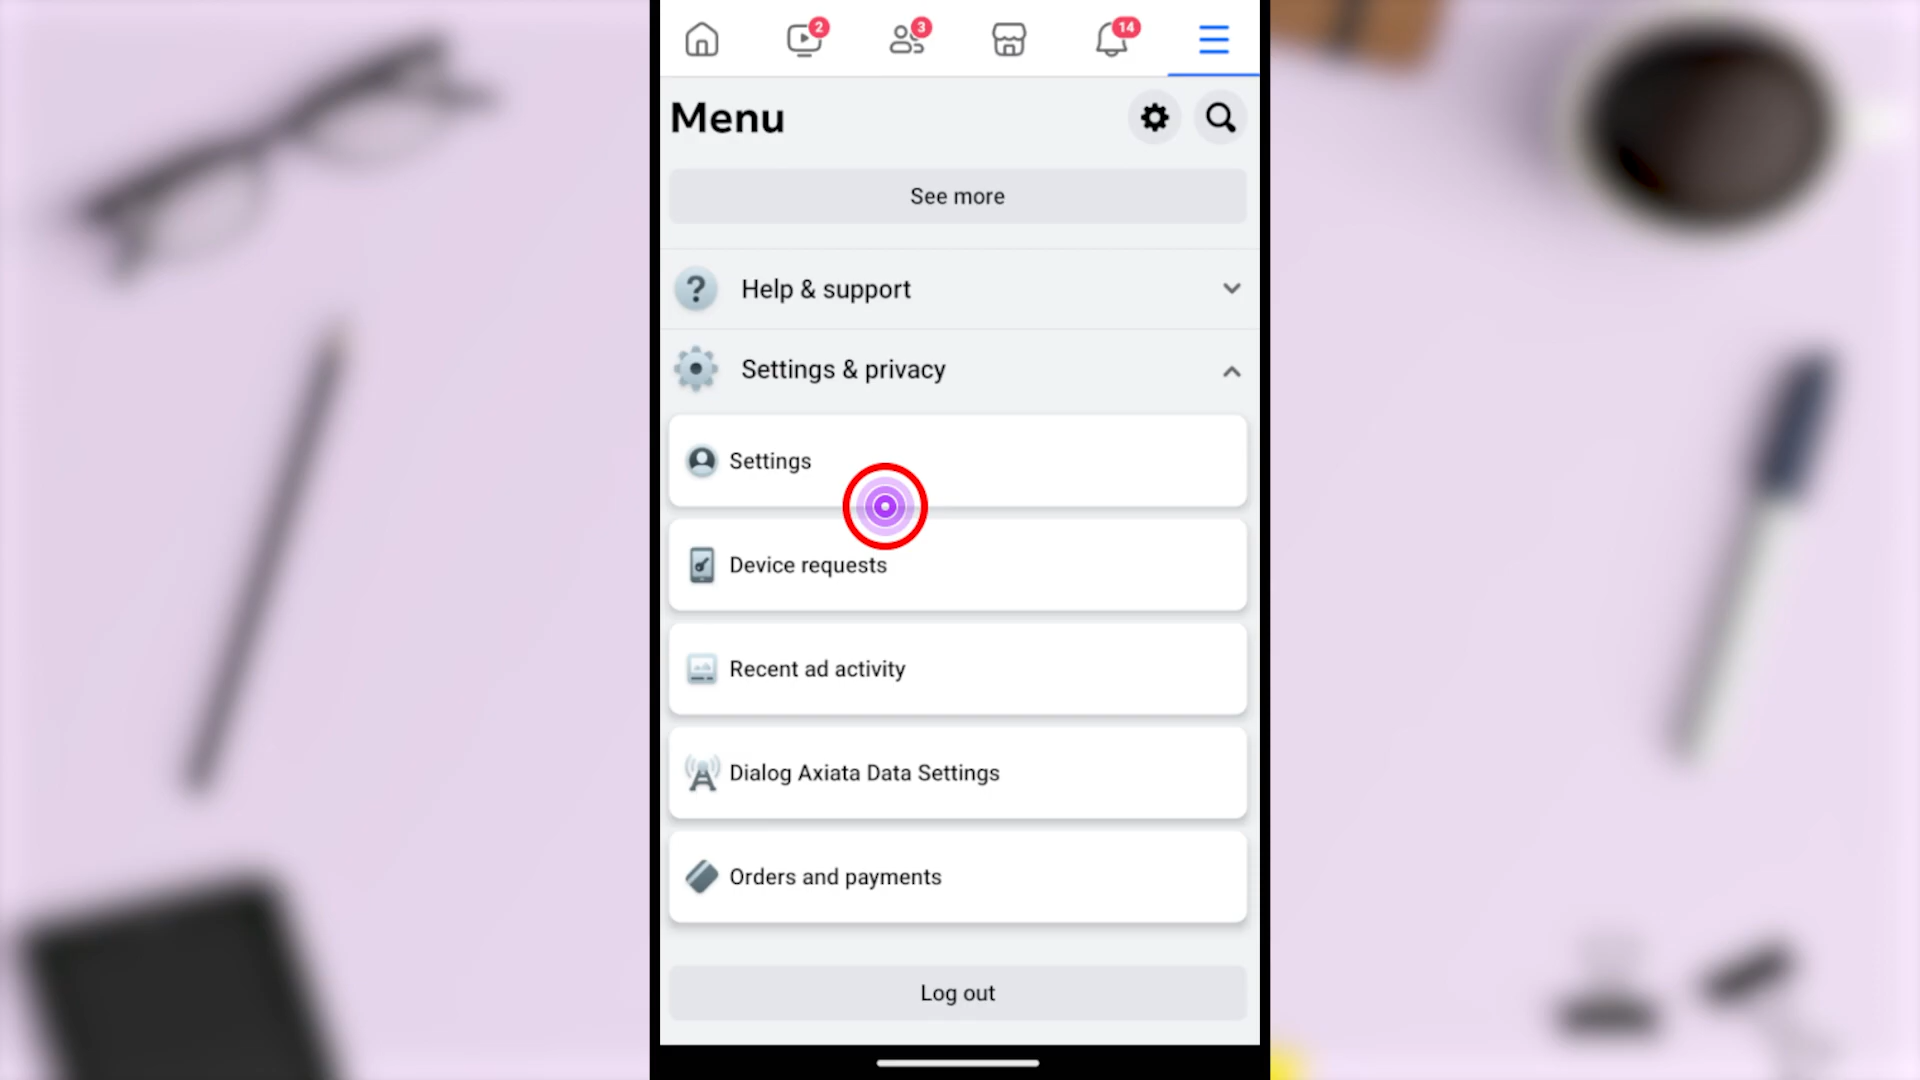 2
3
14
Menu
See more
Help & support
Settings & privacy
Settings
Device requests
Recent ad activity
Dialog Axiata Data Settings
Orders and payments
Log out